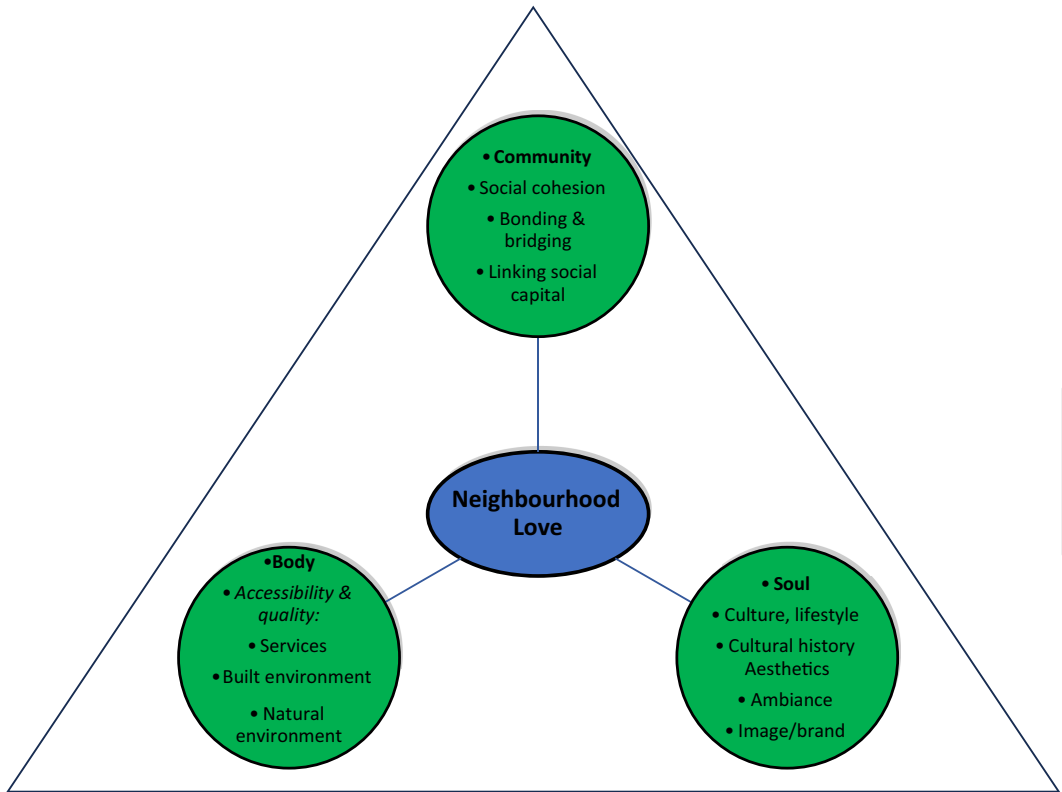 • Community
• Social cohesion
• Bonding &
bridging
• Linking social
capital
Neighbourhood
Love
•Body
• Accessibility &
quality:
• Services
• Built environment
• Natural
environment
• Soul
• Culture, lifestyle
• Cultural history
Aesthetics
• Ambiance
• Image/brand